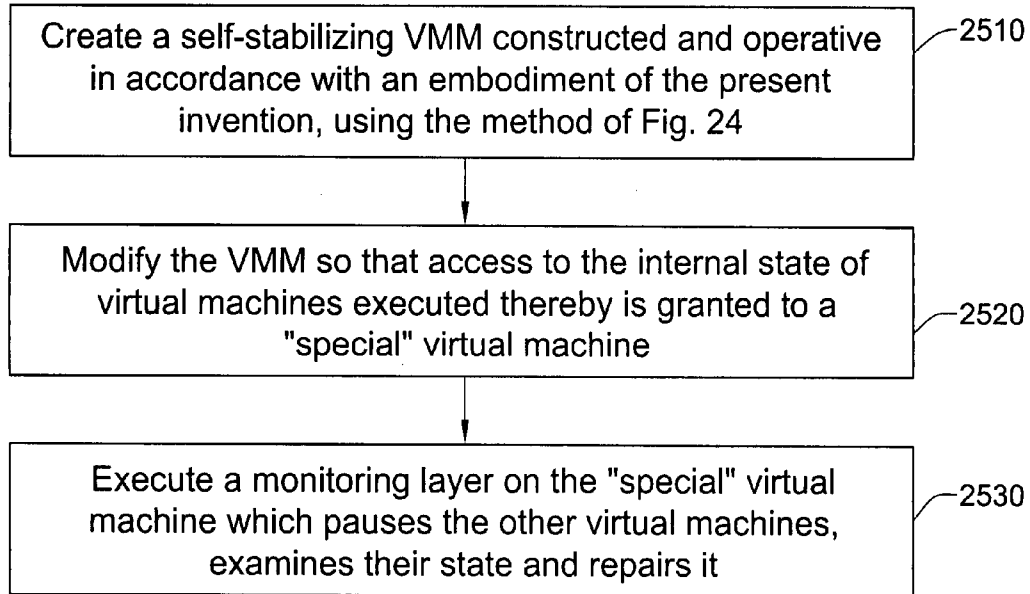 Create a self-stabilizing VMM constructed and operative
in accordance with an embodiment of the present
invention, using the method of Fig. 24
2510
Modify the VMM so that access to the internal state of
virtual machines executed thereby is granted to a
"special" virtual machine
2520
Execute a monitoring layer on the "special" virtual
machine which pauses the other virtual machines,
examines their state and repairs it
2530